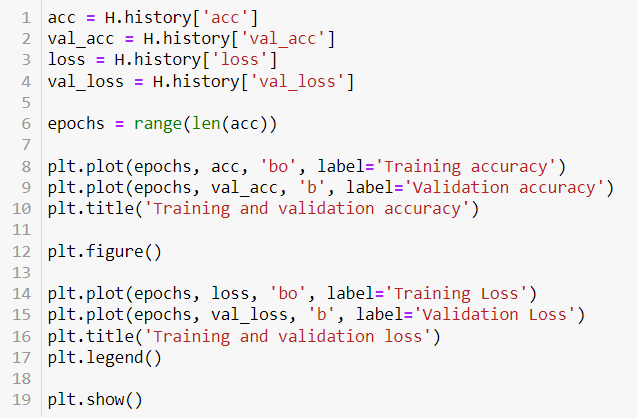 1 acc = H.history['acc']
2 val_acc = H.history['val_acc']
3 loss = H.history['loss']
4 val_loss = H.history['val_loss']
5
6 epochs = range(len(acc))
7
8 plt.plot(epochs, acc, 'bo', label='Training accuracy')
9 plt.plot(epochs, val_acc, 'b', label='Validation accuracy')
10 plt.title('Training and validation accuracy')
11
12 plt.figure()
13
14 plt.plot(epochs, loss, 'bo', label='Training Loss')
15 plt.plot(epochs, val_loss, 'b', label='Validation Loss')
16 plt.title('Training and validation loss')
17 plt.legend()
18
19 plt.show()